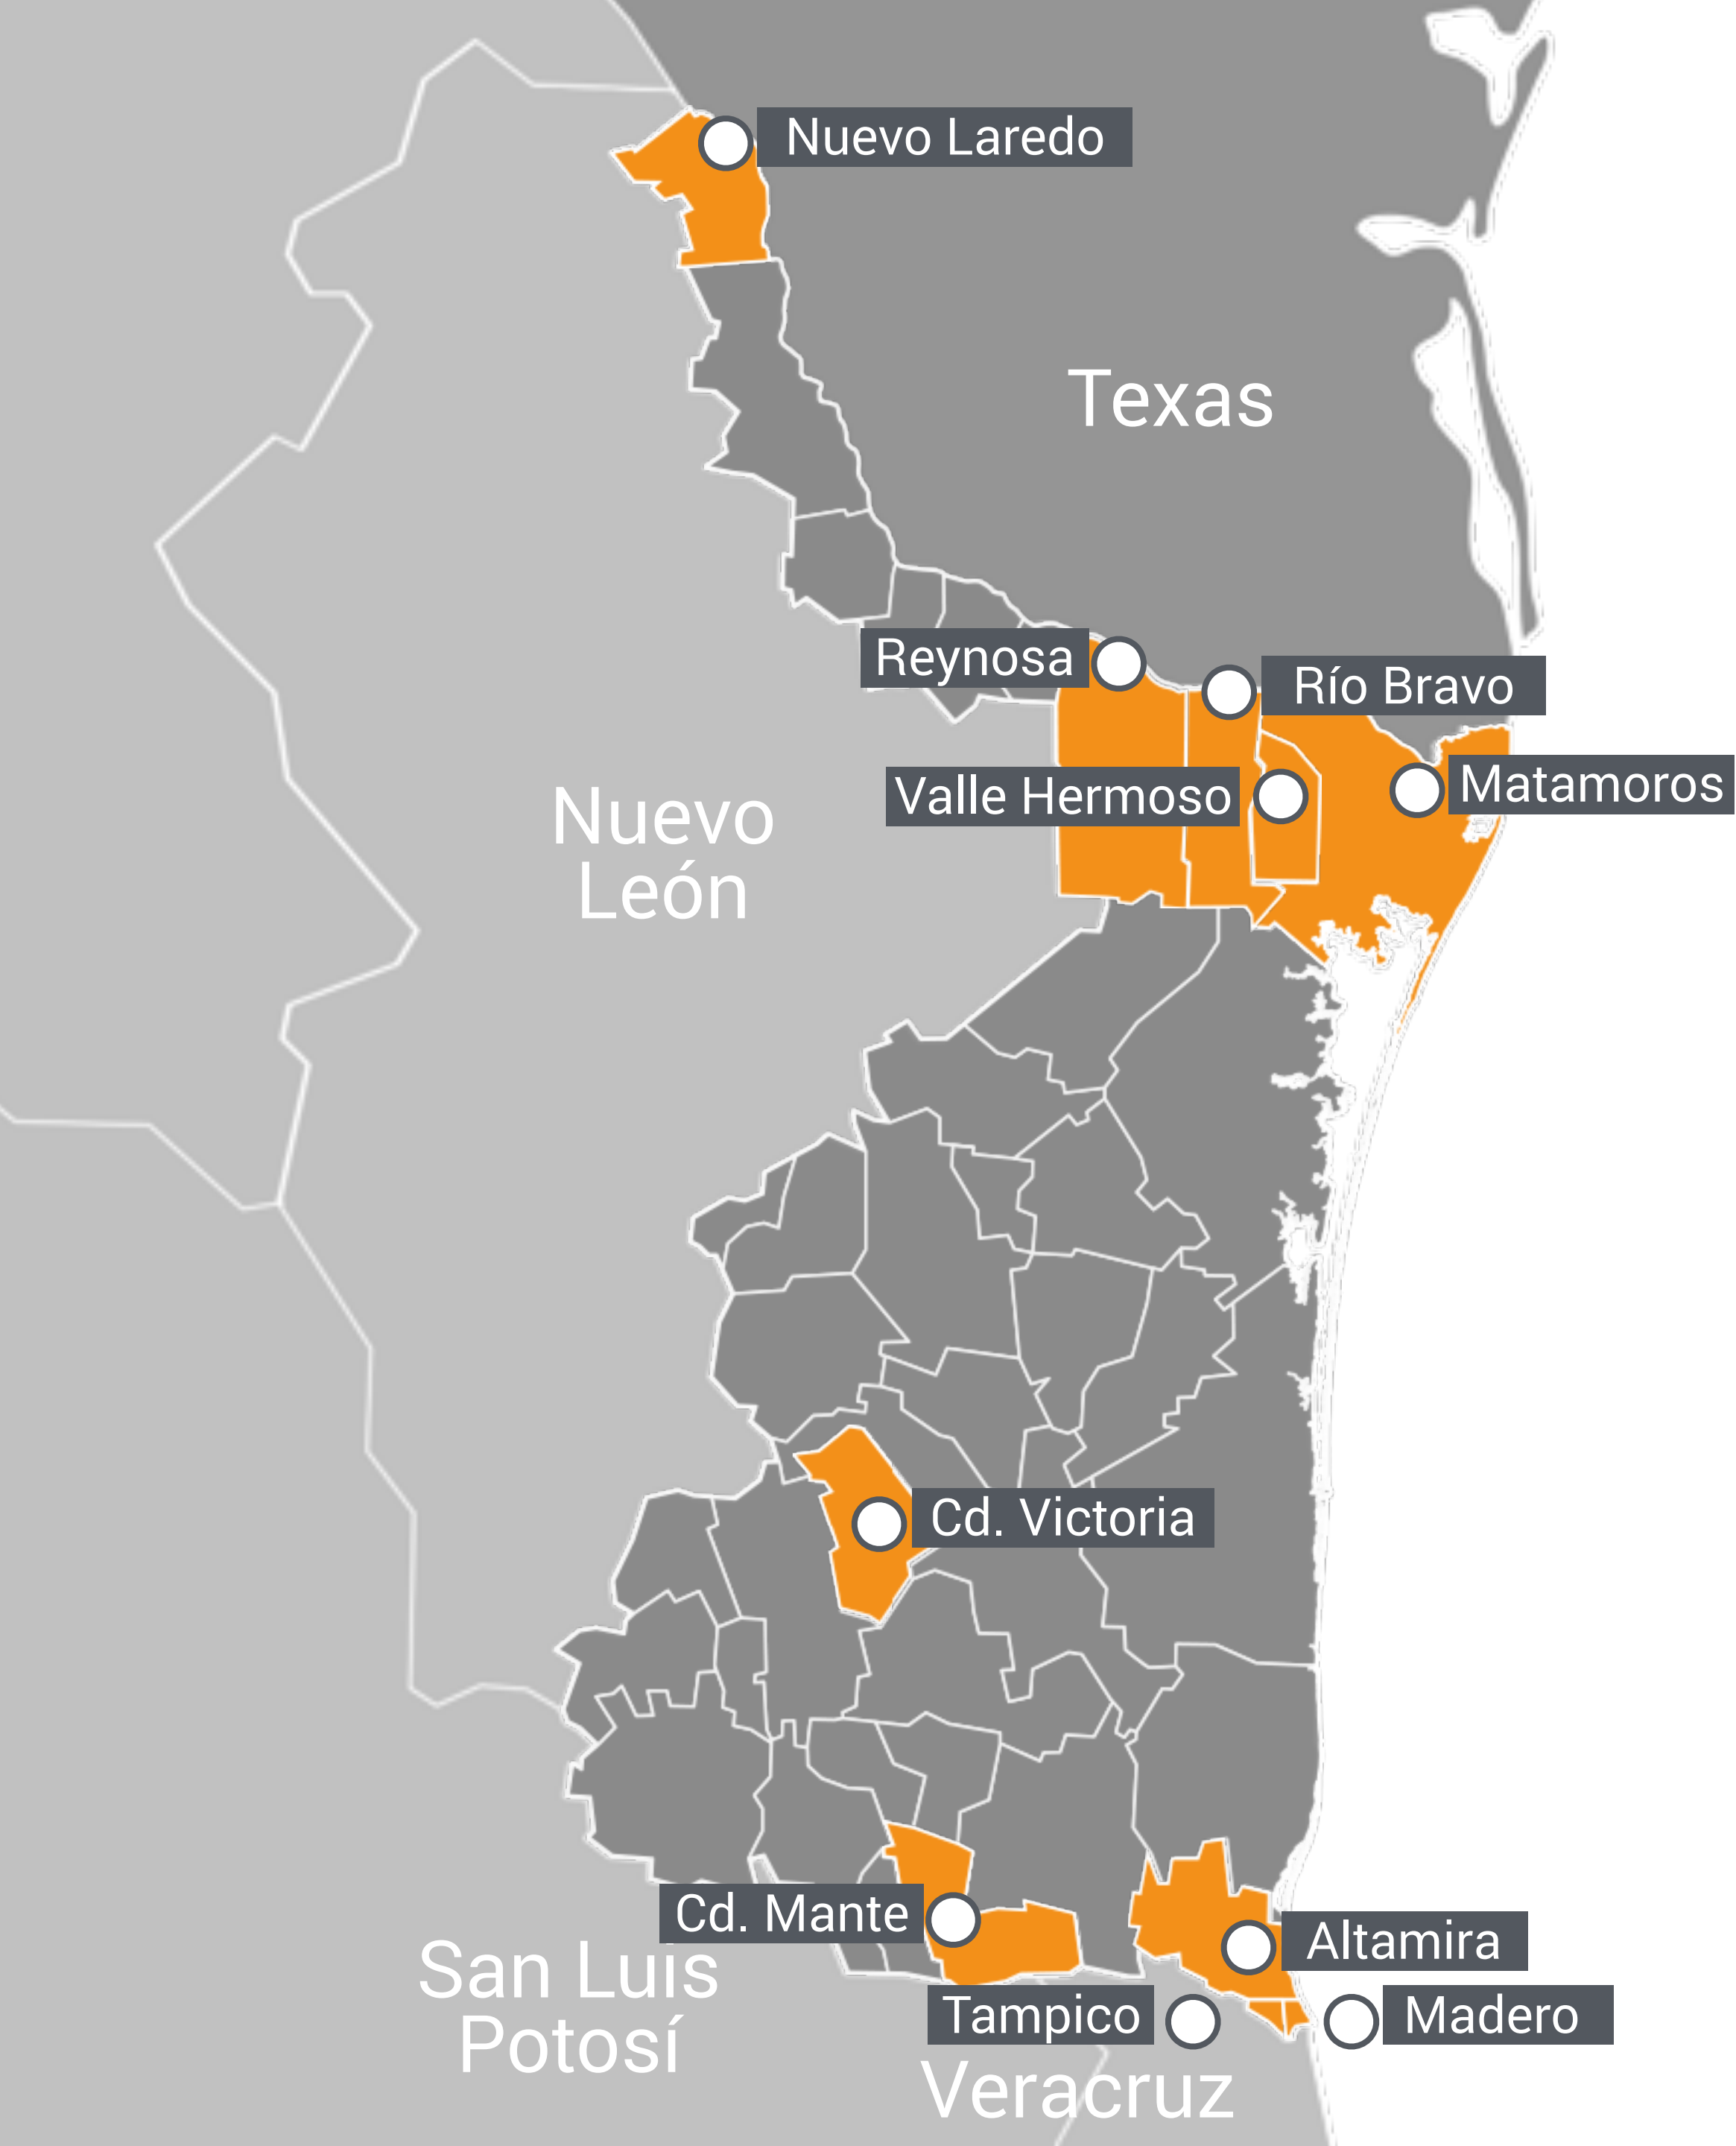 Nuevo Laredo
Texas
Reynosa
Río Bravo
Valle Hermoso
Matamoros
Nuevo
León
Cd. Victoria
Cd. Mante
Altamira
San Luis
Potosí
Tampico
Madero
Veracruz